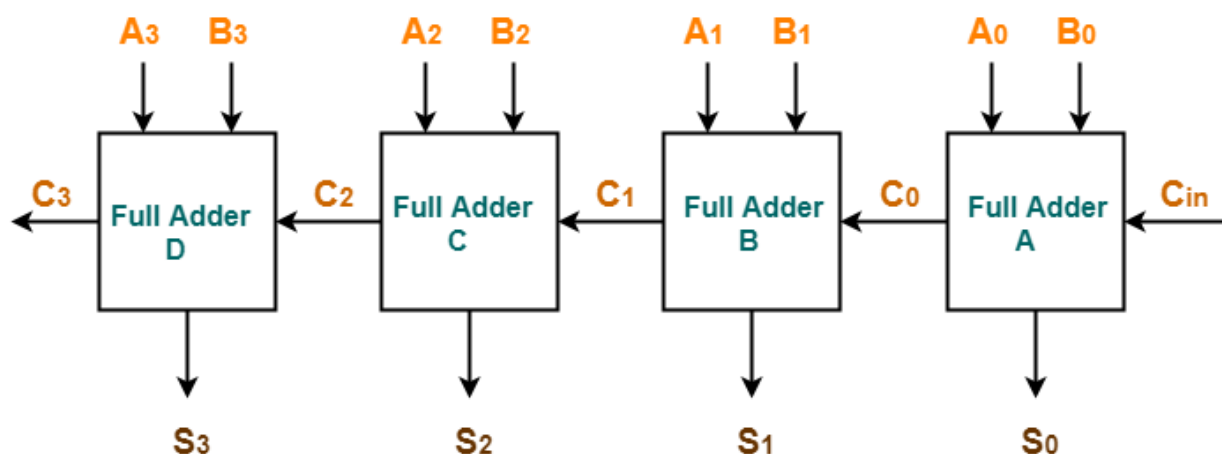 A3 B3 A2 B2 A1 B1 A0 B0
C3 C2 C1 C0 Cin
Full Adder
D
Full Adder
C
Full Adder
B
Full Adder
A
S3 S2 S1 S0